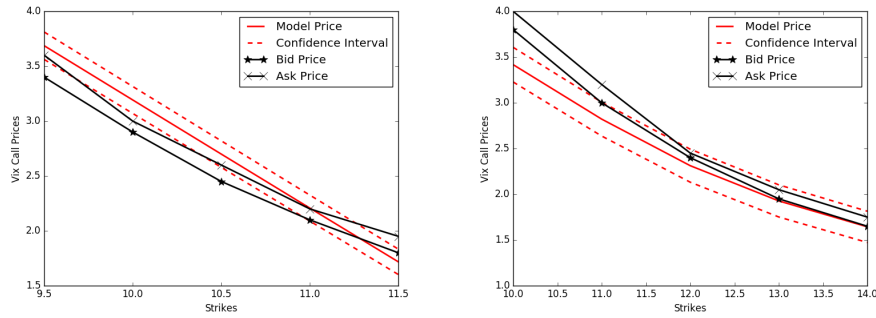 4.0
3.5
3.0
2.5
2.0
1.5
Vix Call Prices
Model Price
Confidence Interval
Bid Price
Ask Price
9.5 10.0 10.5 11.0 11.5
Strikes
4.0
3.5
3.0
2.5
2.0
1.5
Vix Call Prices
Model Price
Confidence Interval
Bid Price
Ask Price
10.0 10.5 11.0 11.5 12.0 12.5 13.0 13.5 14.0
Strikes